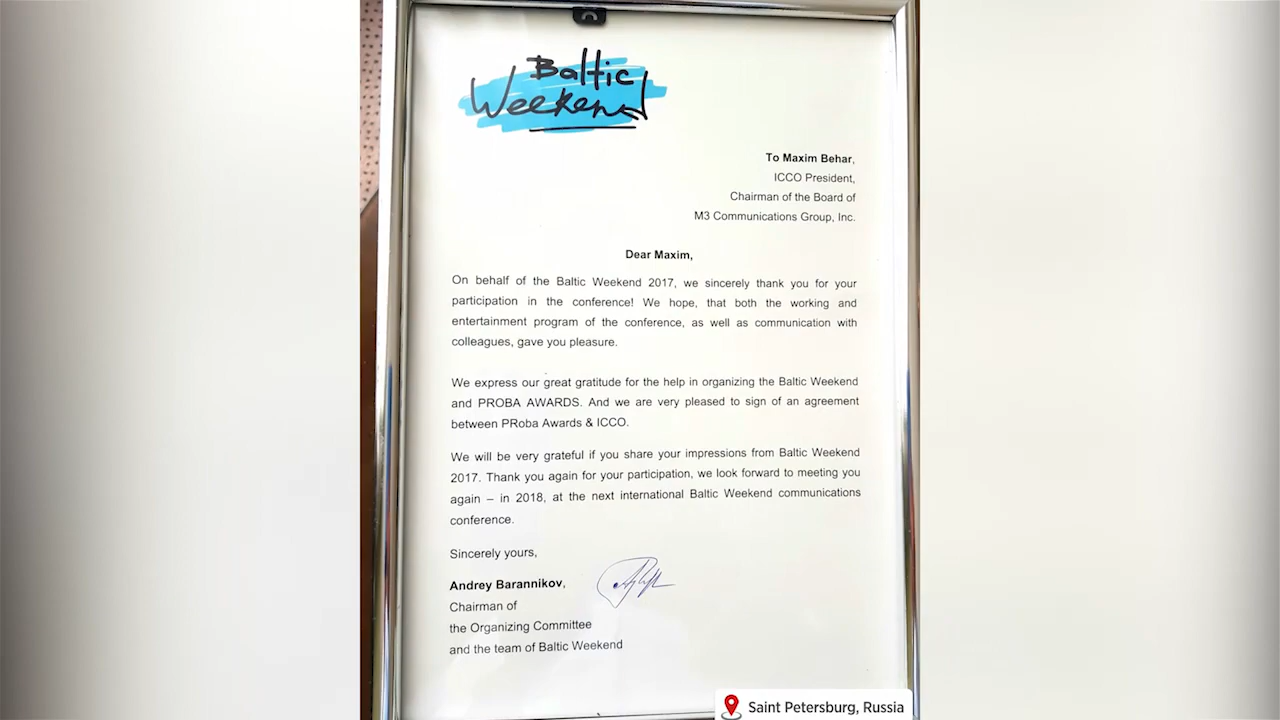 Baltic
Weekend
To Maxim Behar,
ICCO President,
Chairman of the Board of
M3 Communications Group, Inc.
Dear Maxim,
On behalf of the Baltic Weekend 2017, we sincerely thank you for your
participation in the conference! We hope, that both the working and
entertainment program of the conference, as well as communication with
colleagues, gave you pleasure.
We express our great gratitude for the help in organizing the Baltic Weekend
and PROBA AWARDS. And we are very pleased to sign of an agreement
between PRoba Awards & ICCO.
We will be very grateful if you share your impressions from Baltic Weekend
2017. Thank you again for your participation, we look forward to meeting you
again – in 2018, at the next international Baltic Weekend communications
conference.
Sincerely yours,
Andrey Barannikov,
Chairman of
the Organizing Committee
and the team of Baltic Weekend
Saint Petersburg, Russia